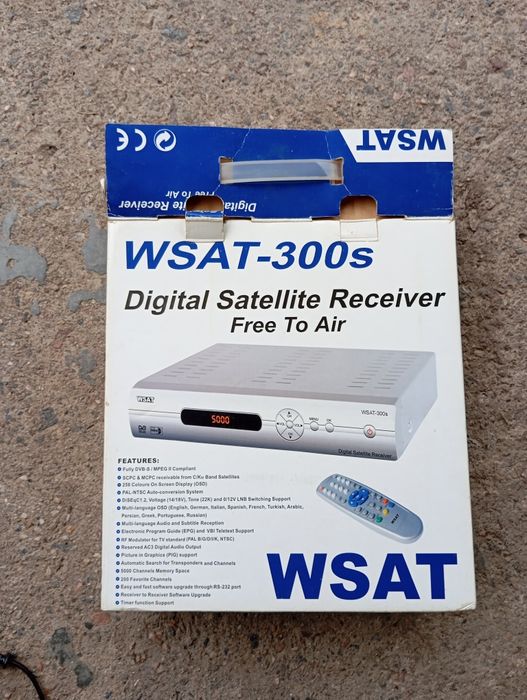 WSAT
Digital Satellite Receiver
Free To Air
WSAT-300s
Digital Satellite Receiver
Free To Air
WSAT
5000
CH
VOL
VOL
CH
MENU
OK
WSAT-300s
Digital Satellite Receiver
FEATURES:
Fully DVB-S / MPEG II Compliant
SCPC & MCPC receivable from C/Ku Band Satellites
256 Colours On Screen Display (OSD)
PAL-NTSC Auto-conversion System
DiSEqC1.2, Voltage (14/18V), Tone (22K) and 0/12V LNB Switching Support
Multi-language OSD (English, German, Italian, Spanish, French, Turkish, Arabic,
Persian, Greek, Portuguese, Russian)
Multi-language Audio and Subtitle Reception
Electronic Program Guide (EPG) and VBI Teletext Support
RF Modulator for TV standard (PAL B/G/D/I/K, NTSC)
Reserved AC3 Digital Audio Output
Picture in Graphics (PIG) support
Automatic Search for Transponders and Channels
5000 Channels Memory Space
250 Favorite Channels
Easy and fast software upgrade through RS-232 port
Receiver to Receiver Software Upgrade
Timer function Support
WSAT